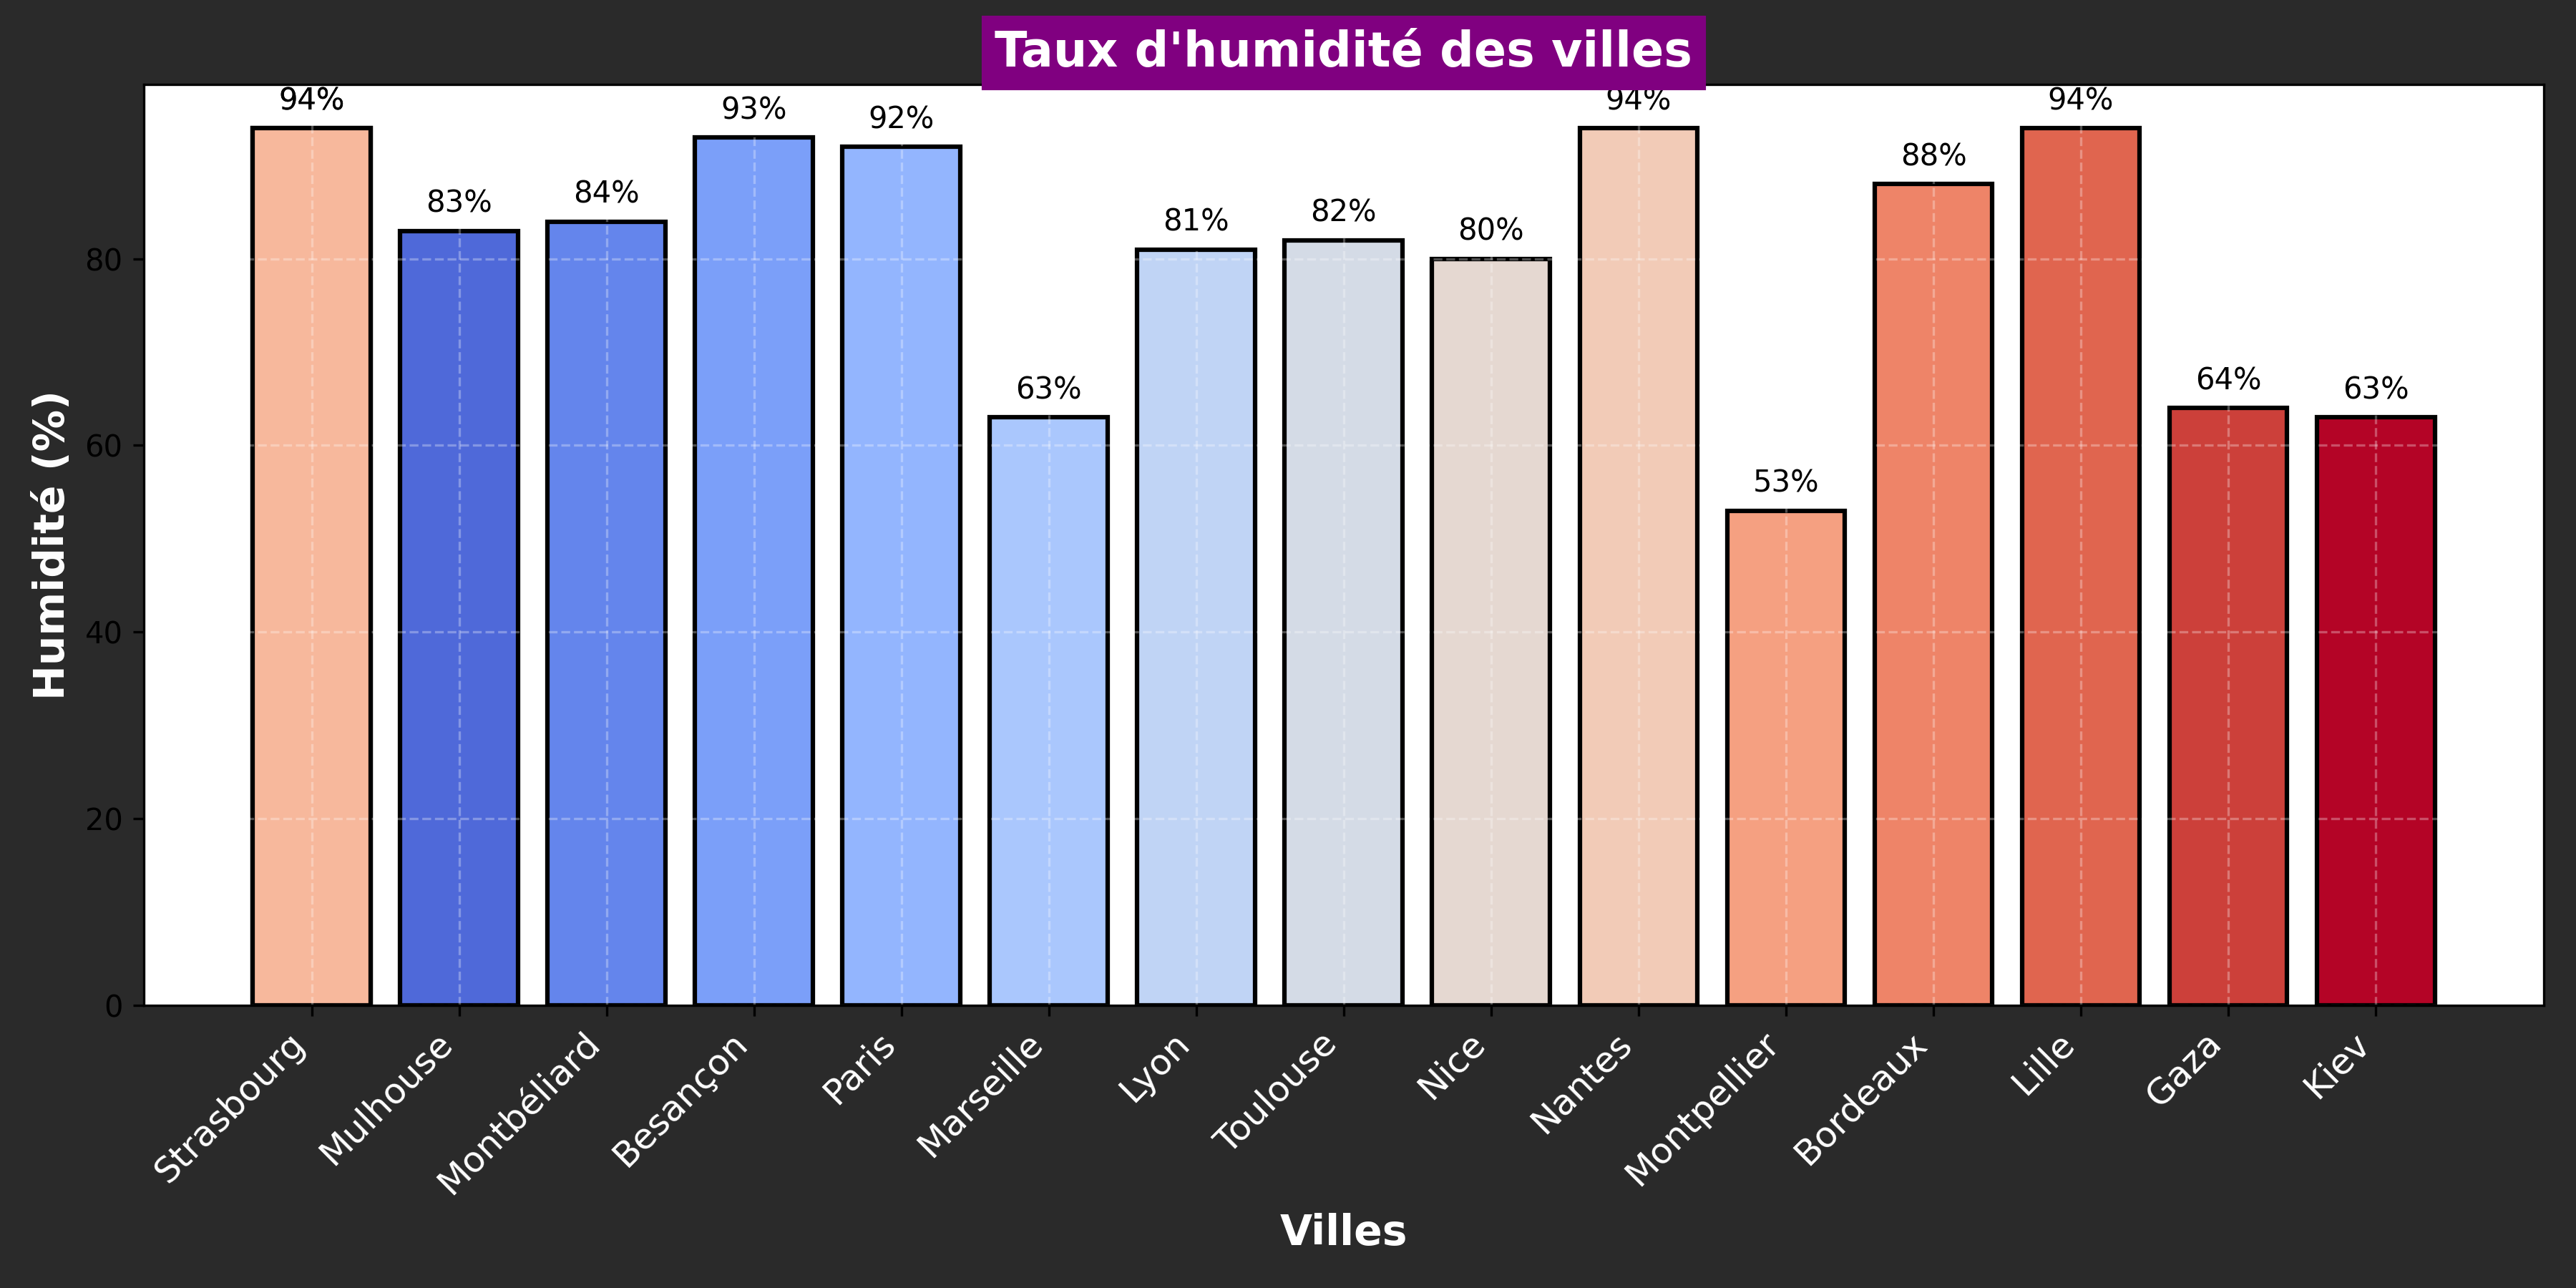 Taux d'humidité des villes
94%
83%
84%
93%
92%
63%
81%
82%
80%
94%
53%
88%
94%
64%
63%
Humidité (%)
80
60
40
20
0
Strasbourg
Mulhouse
Montbéliard
Besançon
Paris
Marseille
Lyon
Toulouse
Nice
Nantes
Montpellier
Bordeaux
Lille
Gaza
Kiev
Villes